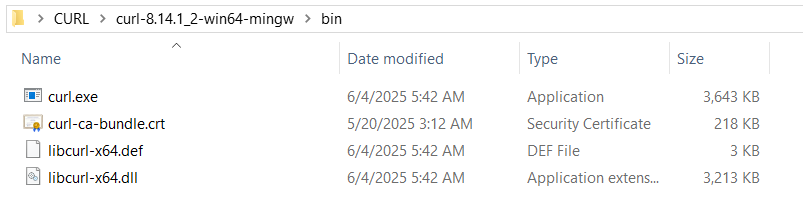 CURL > curl-8.14.1_2-win64-mingw > bin
Name Date modified Type Size
curl.exe 6/4/2025 5:42 AM Application 3,643 KB
curl-ca-bundle.crt 5/20/2025 3:12 AM Security Certificate 218 KB
libcurl-x64.def 6/4/2025 5:42 AM DEF File 3 KB
libcurl-x64.dll 6/4/2025 5:42 AM Application extens... 3,213 KB